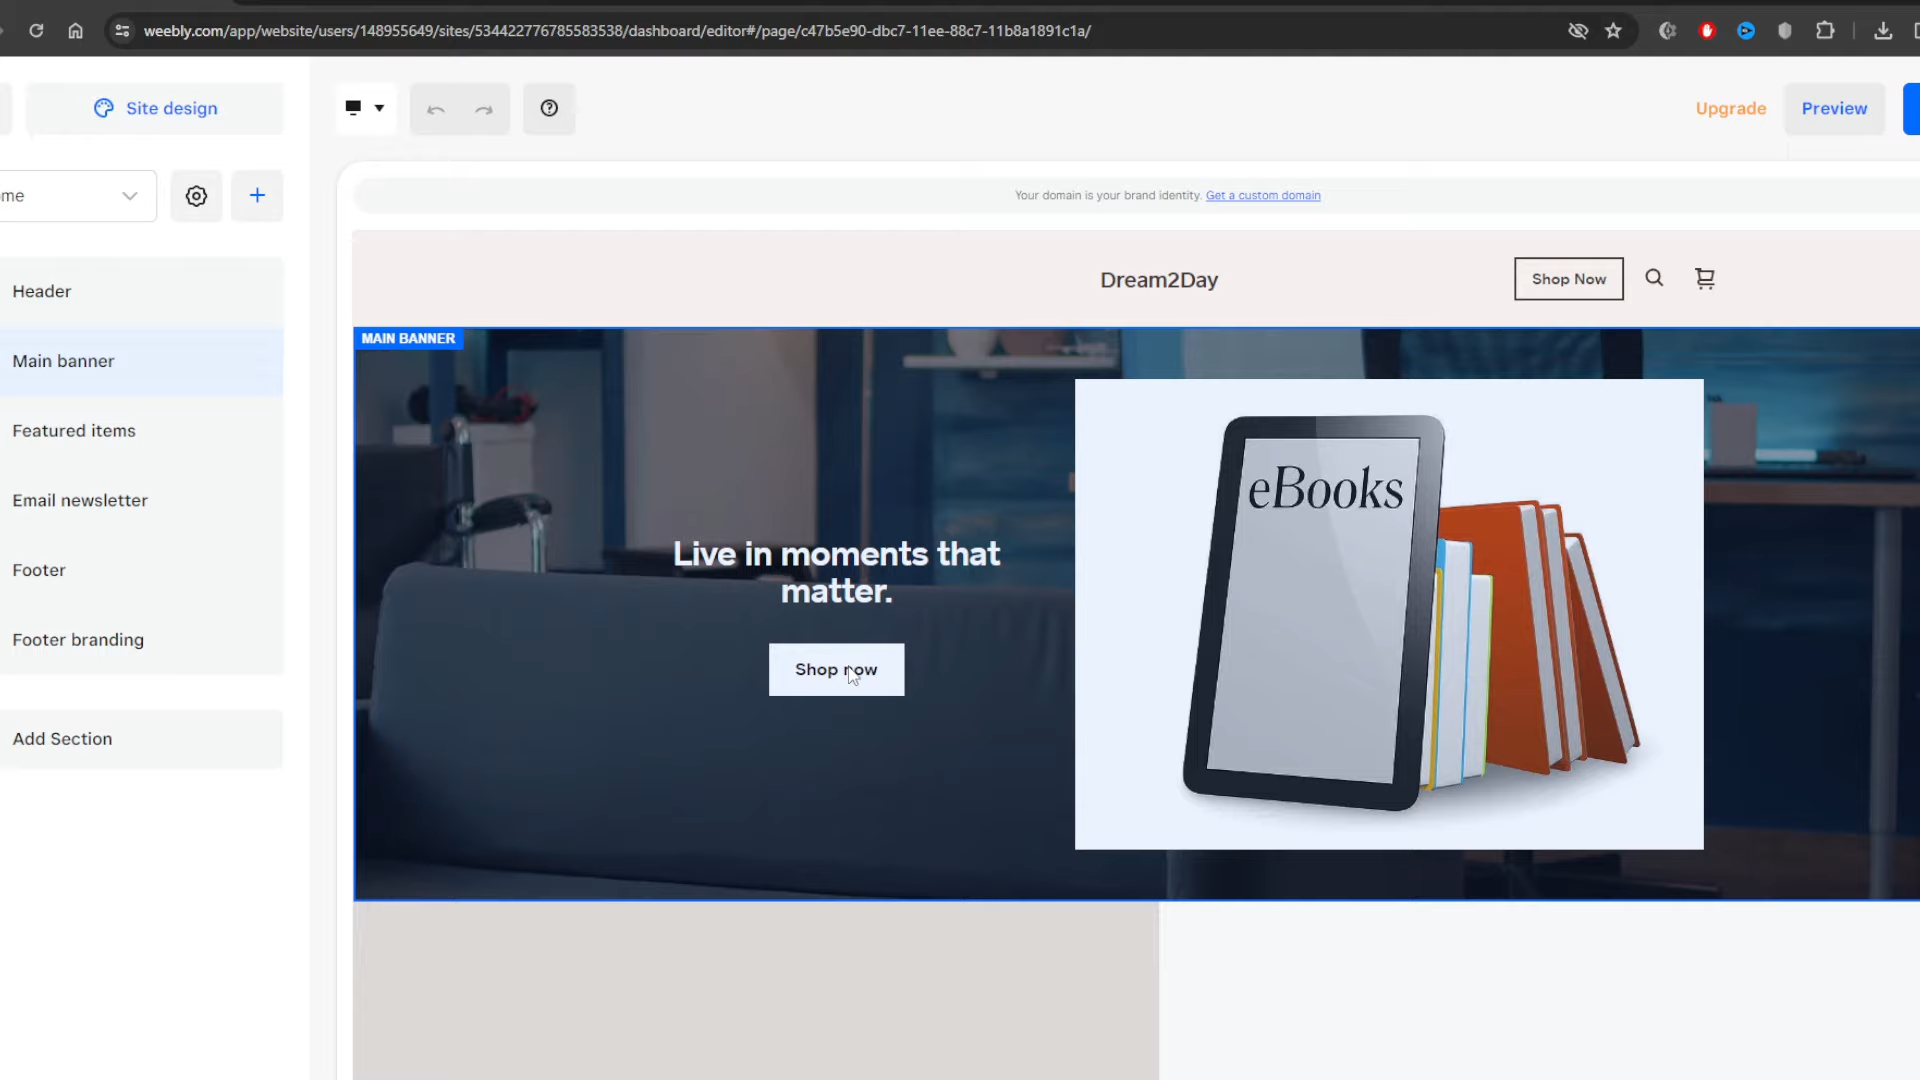 weebly.com/app/website/users/148955649/sites/534422776785583538/dashboard/editor#/page/c47b5e90-dbc7-11ee-88c7-11b8a1891c1a/
Site design
Upgrade
Preview
me
Your domain is your brand identity. Get a custom domain
Header
Dream2Day
Shop Now
MAIN BANNER
Main banner
Featured items
Email newsletter
Footer
Footer branding
Add Section
eBooks
Live in moments that
matter.
Shop now